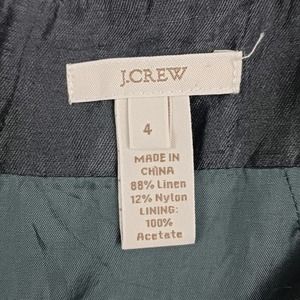 J.CREW
4
MADE IN
CHINA
88% Linen
12% Nylon
LINING:
100%
Acetate